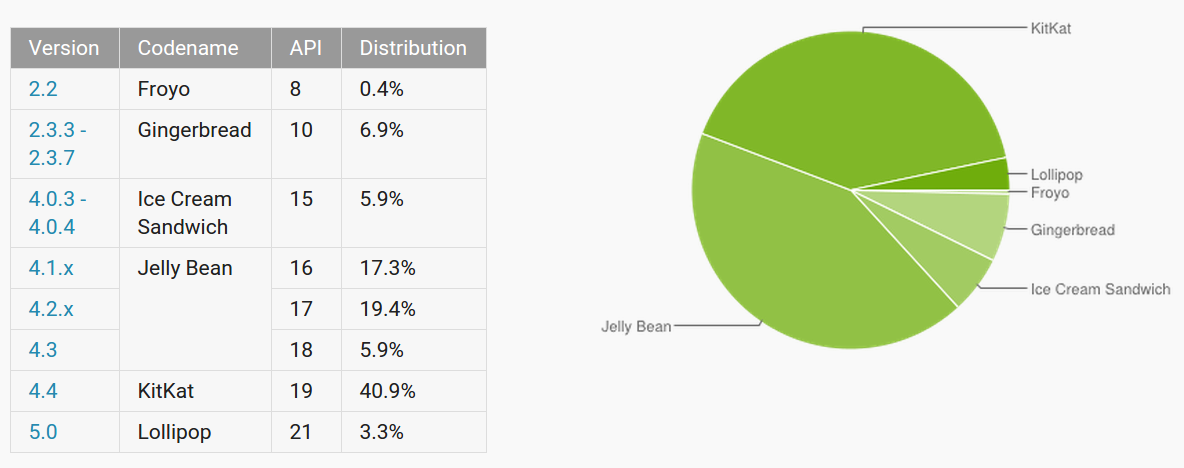 Version Codename API Distribution
2.2 Froyo 8 0.4%
2.3.3 - Gingerbread 10 6.9%
2.3.7
4.0.3 - Ice Cream 15 5.9%
4.0.4 Sandwich
4.1.x Jelly Bean 16 17.3%
4.2.x 17 19.4%
4.3 18 5.9%
4.4 KitKat 19 40.9%
5.0 Lollipop 21 3.3%
KitKat
Lollipop
Froyo
Gingerbread
Ice Cream Sandwich
Jelly Bean